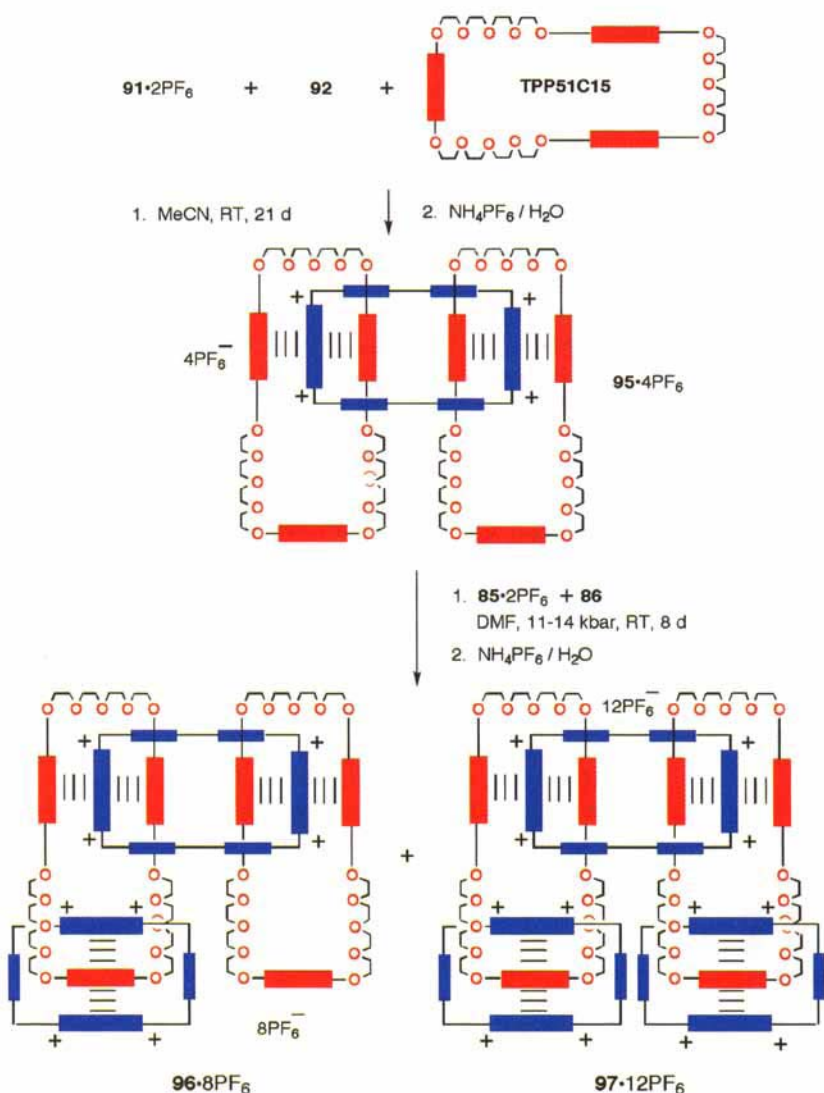 TPP51C15
91•2PF6 + 92 +
1. MeCN, RT, 21 d
2. NH4PF6 / H2O
+ +
4PF6−
+ +
95•4PF6
1. 85•2PF6 + 86
DMF, 11-14 kbar, RT, 8 d
2. NH4PF6 / H2O
12PF6−
+ + + +
+ + + +
+
+ + + + + +
8PF6−
+ + + + + +
96•8PF6
97•12PF6